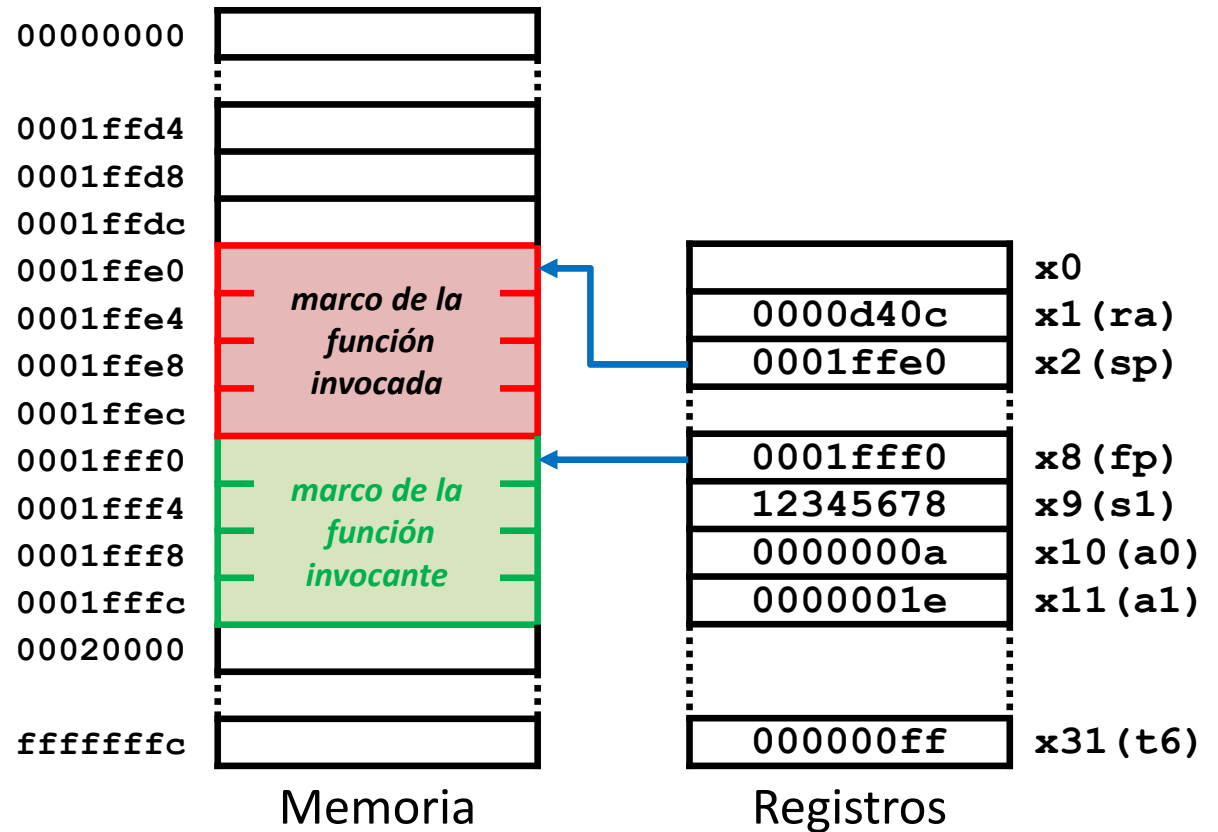 00000000
0001ffd4
0001ffd8
0001ffdc
0001ffe0
0001ffe4
0001ffe8
0001ffec
0001fff0
0001fff4
0001fff8
0001fffc
00020000
fffffffc
marco de la
función
invocada
marco de la
función
invocante
Memoria
x0
0000d40c x1(ra)
0001ffe0 x2(sp)
0001fff0 x8(fp)
12345678 x9(s1)
0000000a x10(a0)
0000001e x11(a1)
000000ff x31(t6)
Registros